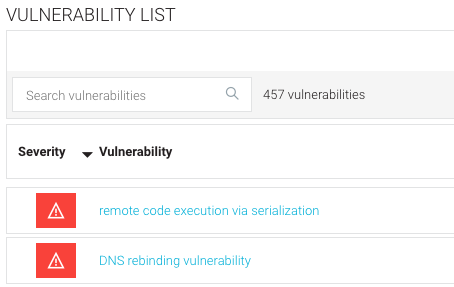 VULNERABILITY LIST
Search vulnerabilities 457 vulnerabilities
Severity Vulnerability
remote code execution via serialization
DNS rebinding vulnerability